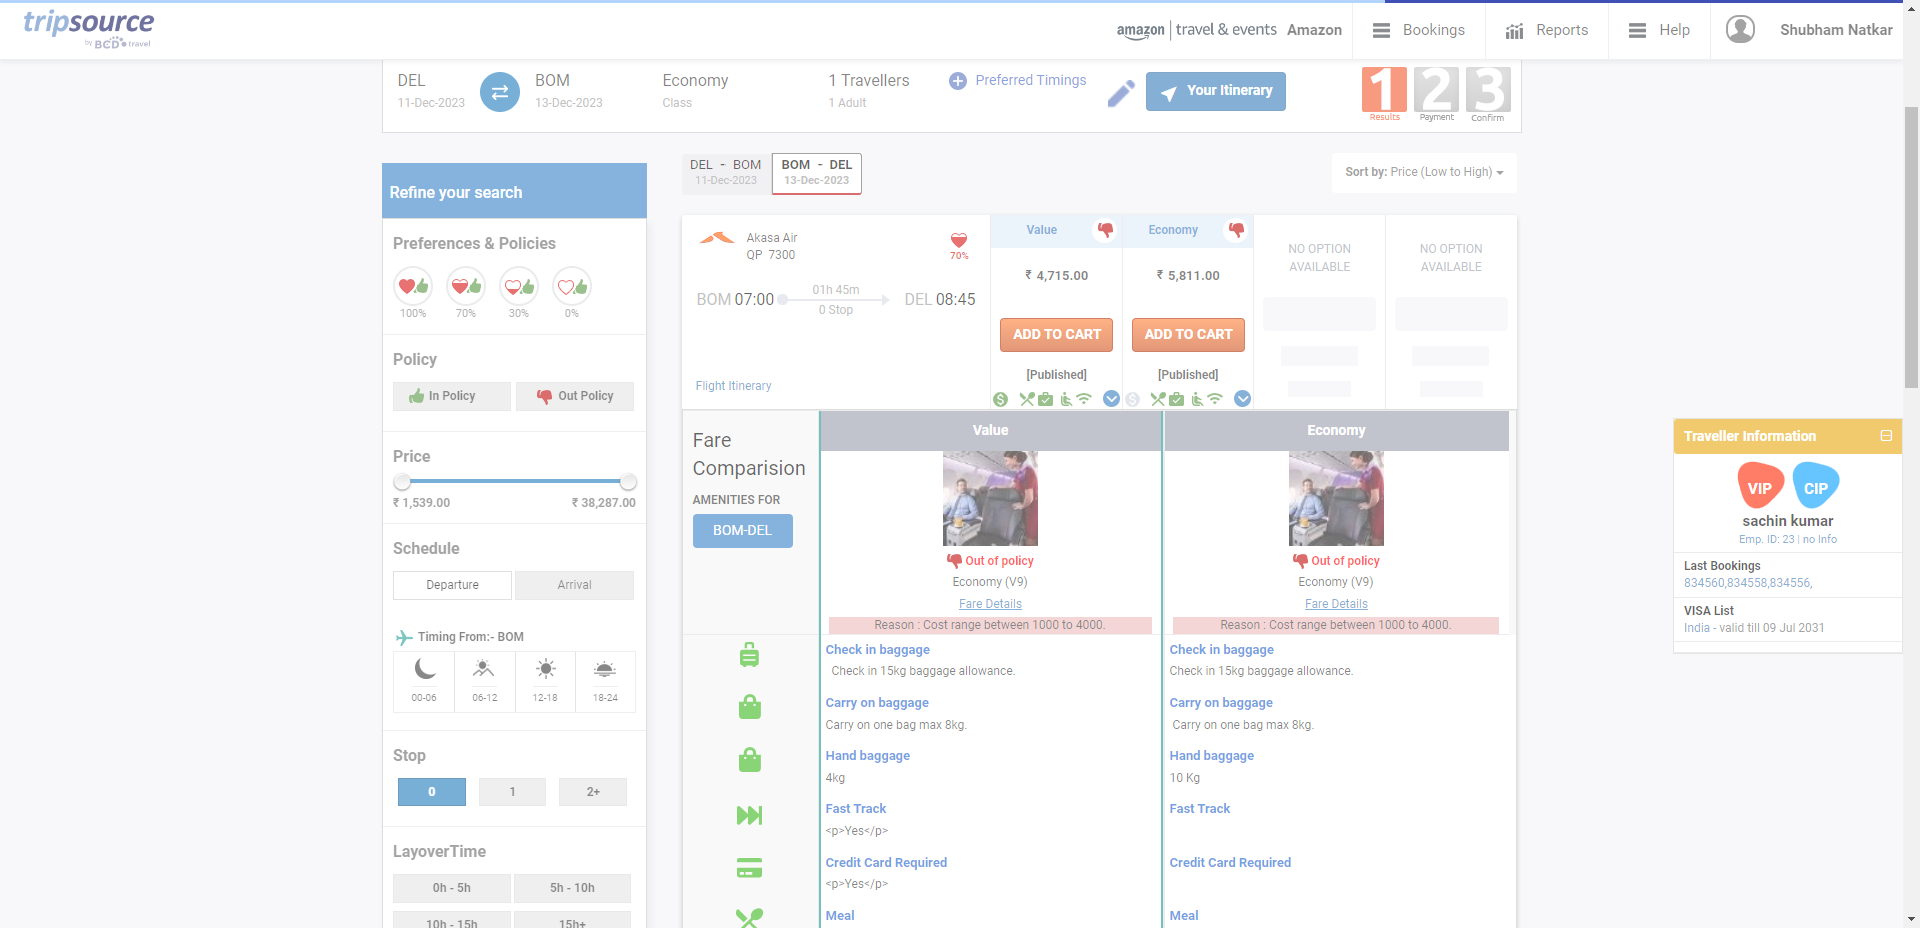 tripsource
by BCD travel
amazon | travel & events Amazon
Bookings
Reports
Help
Shubham Natkar
DEL
11-Dec-2023
BOM
13-Dec-2023
Economy
Class
1 Travellers
1 Adult
Preferred Timings
Your Itinerary
1 2 3
Results Payment Confirm
DEL - BOM
11-Dec-2023
BOM - DEL
13-Dec-2023
Sort by: Price (Low to High)
Refine your search
Preferences & Policies
100% 70% 30% 0%
Policy
In Policy Out Policy
Price
₹ 1,539.00 ₹ 38,287.00
Schedule
Departure Arrival
Timing From:- BOM
00-06 06-12 12-18 18-24
Stop
0 1 2+
LayoverTime
0h - 5h 5h - 10h
10h - 15h 15h+
Akasa Air
QP 7300
70%
BOM 07:00
01h 45m
0 Stop
DEL 08:45
Flight Itinerary
Value
₹ 4,715.00
ADD TO CART
[Published]
Economy
₹ 5,811.00
ADD TO CART
[Published]
NO OPTION
AVAILABLE
NO OPTION
AVAILABLE
Fare
Comparision
AMENITIES FOR
BOM-DEL
Value
Out of policy
Economy (V9)
Fare Details
Reason : Cost range between 1000 to 4000.
Economy
Out of policy
Economy (V9)
Fare Details
Reason : Cost range between 1000 to 4000.
Check in baggage
Check in 15kg baggage allowance.
Check in baggage
Check in 15kg baggage allowance.
Carry on baggage
Carry on one bag max 8kg.
Carry on baggage
Carry on one bag max 8kg.
Hand baggage
4kg
Hand baggage
10 Kg
Fast Track
<p>Yes</p>
Fast Track
Credit Card Required
<p>Yes</p>
Credit Card Required
Meal
Meal
Traveller Information
VIP CIP
sachin kumar
Emp. ID: 23 | no Info
Last Bookings
834560,834558,834556,
VISA List
India - valid till 09 Jul 2031